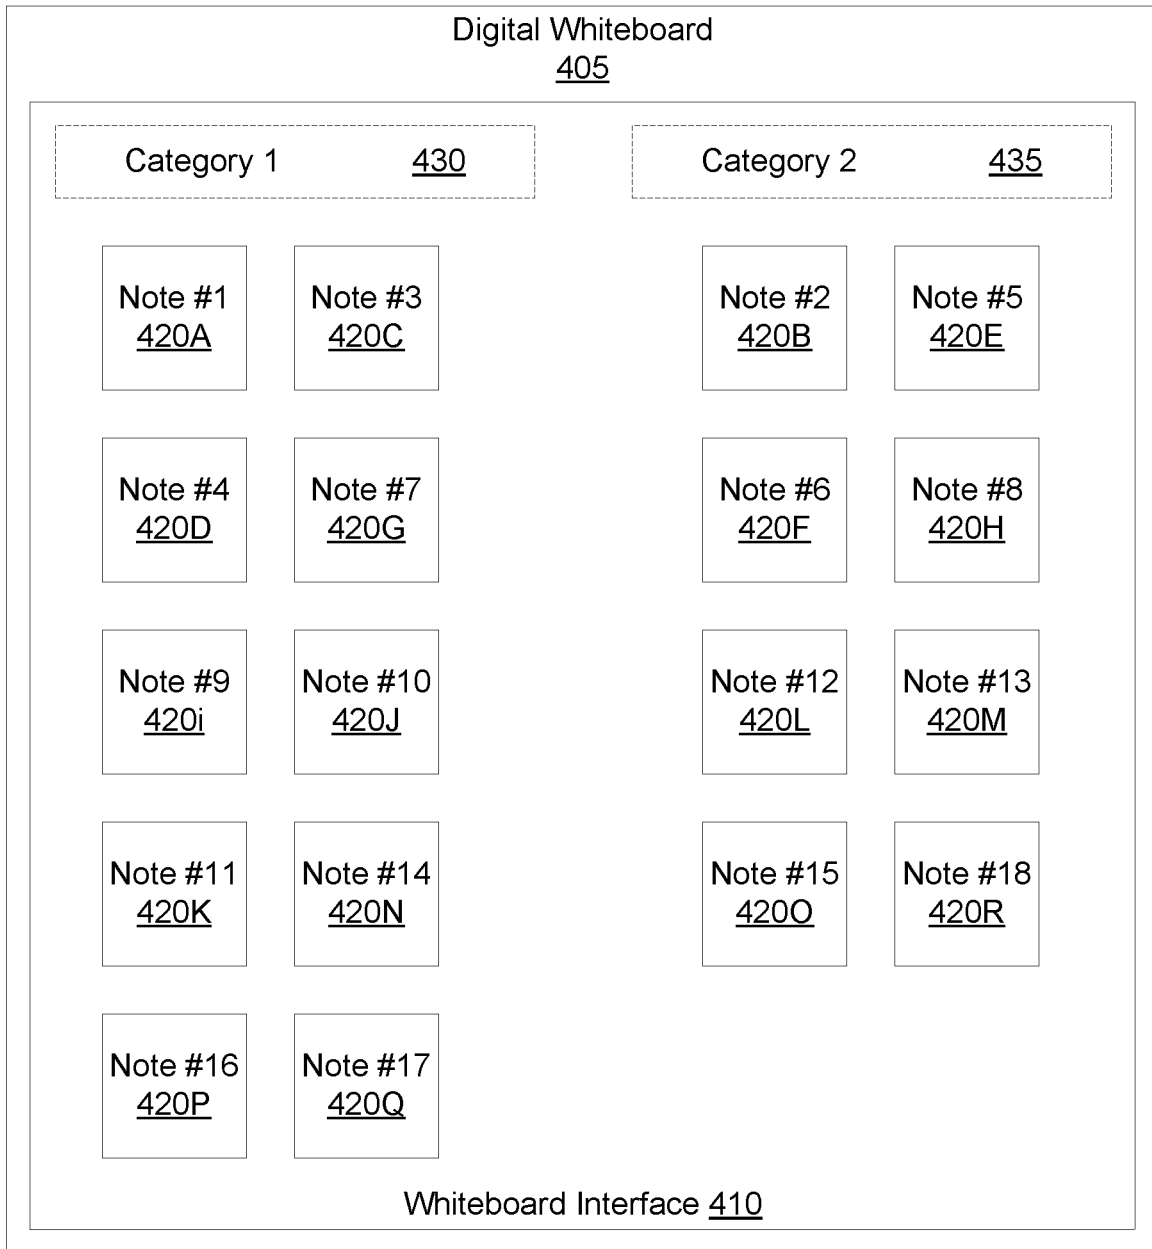 Digital Whiteboard
405
Category 1 430
Category 2 435
Note #1
420A
Note #3
420C
Note #2
420B
Note #5
420E
Note #4
420D
Note #7
420G
Note #6
420F
Note #8
420H
Note #9
420i
Note #10
420J
Note #12
420L
Note #13
420M
Note #11
420K
Note #14
420N
Note #15
420O
Note #18
420R
Note #16
420P
Note #17
420Q
Whiteboard Interface 410